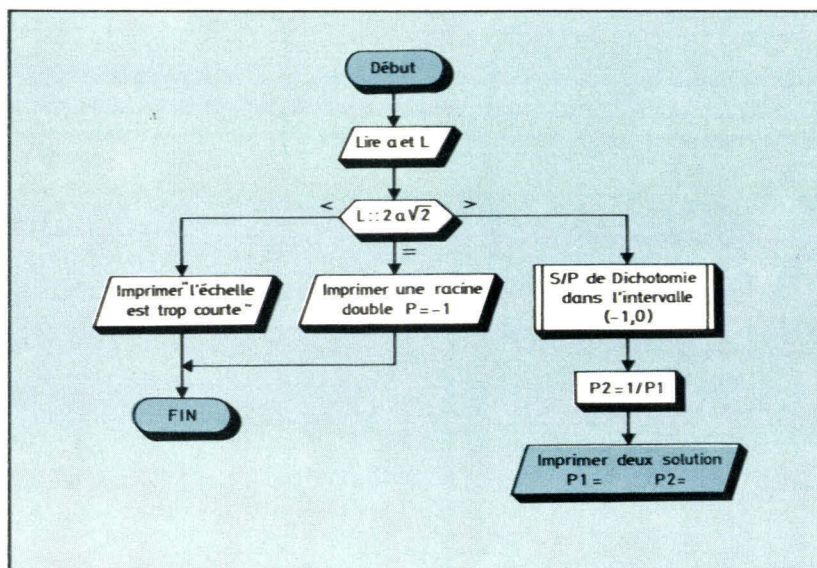 Début
Lire a et L
< L : : 2 a √2 >
=
Imprimer "l'échelle
est trop courte"
Imprimer une racine
double P = -1
S/P de Dichotomie
dans l'intervalle
(-1,0)
P2 = 1/P1
FIN
Imprimer deux solution
P1 = P2 =